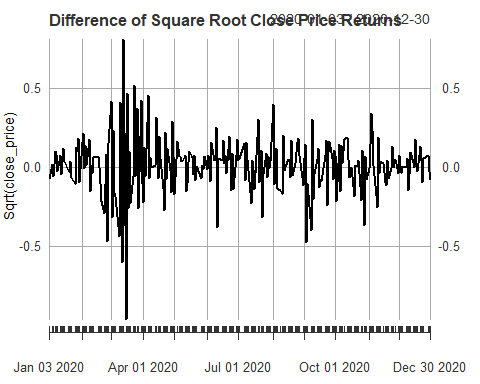 Difference of Square Root Close Price Returns
2020-01-03 / 2020-12-30
0.5
0.0
-0.5
0.5
0.0
-0.5
Sqrt(close_price)
Jan 03 2020 Apr 01 2020 Jul 01 2020 Oct 01 2020 Dec 30 2020